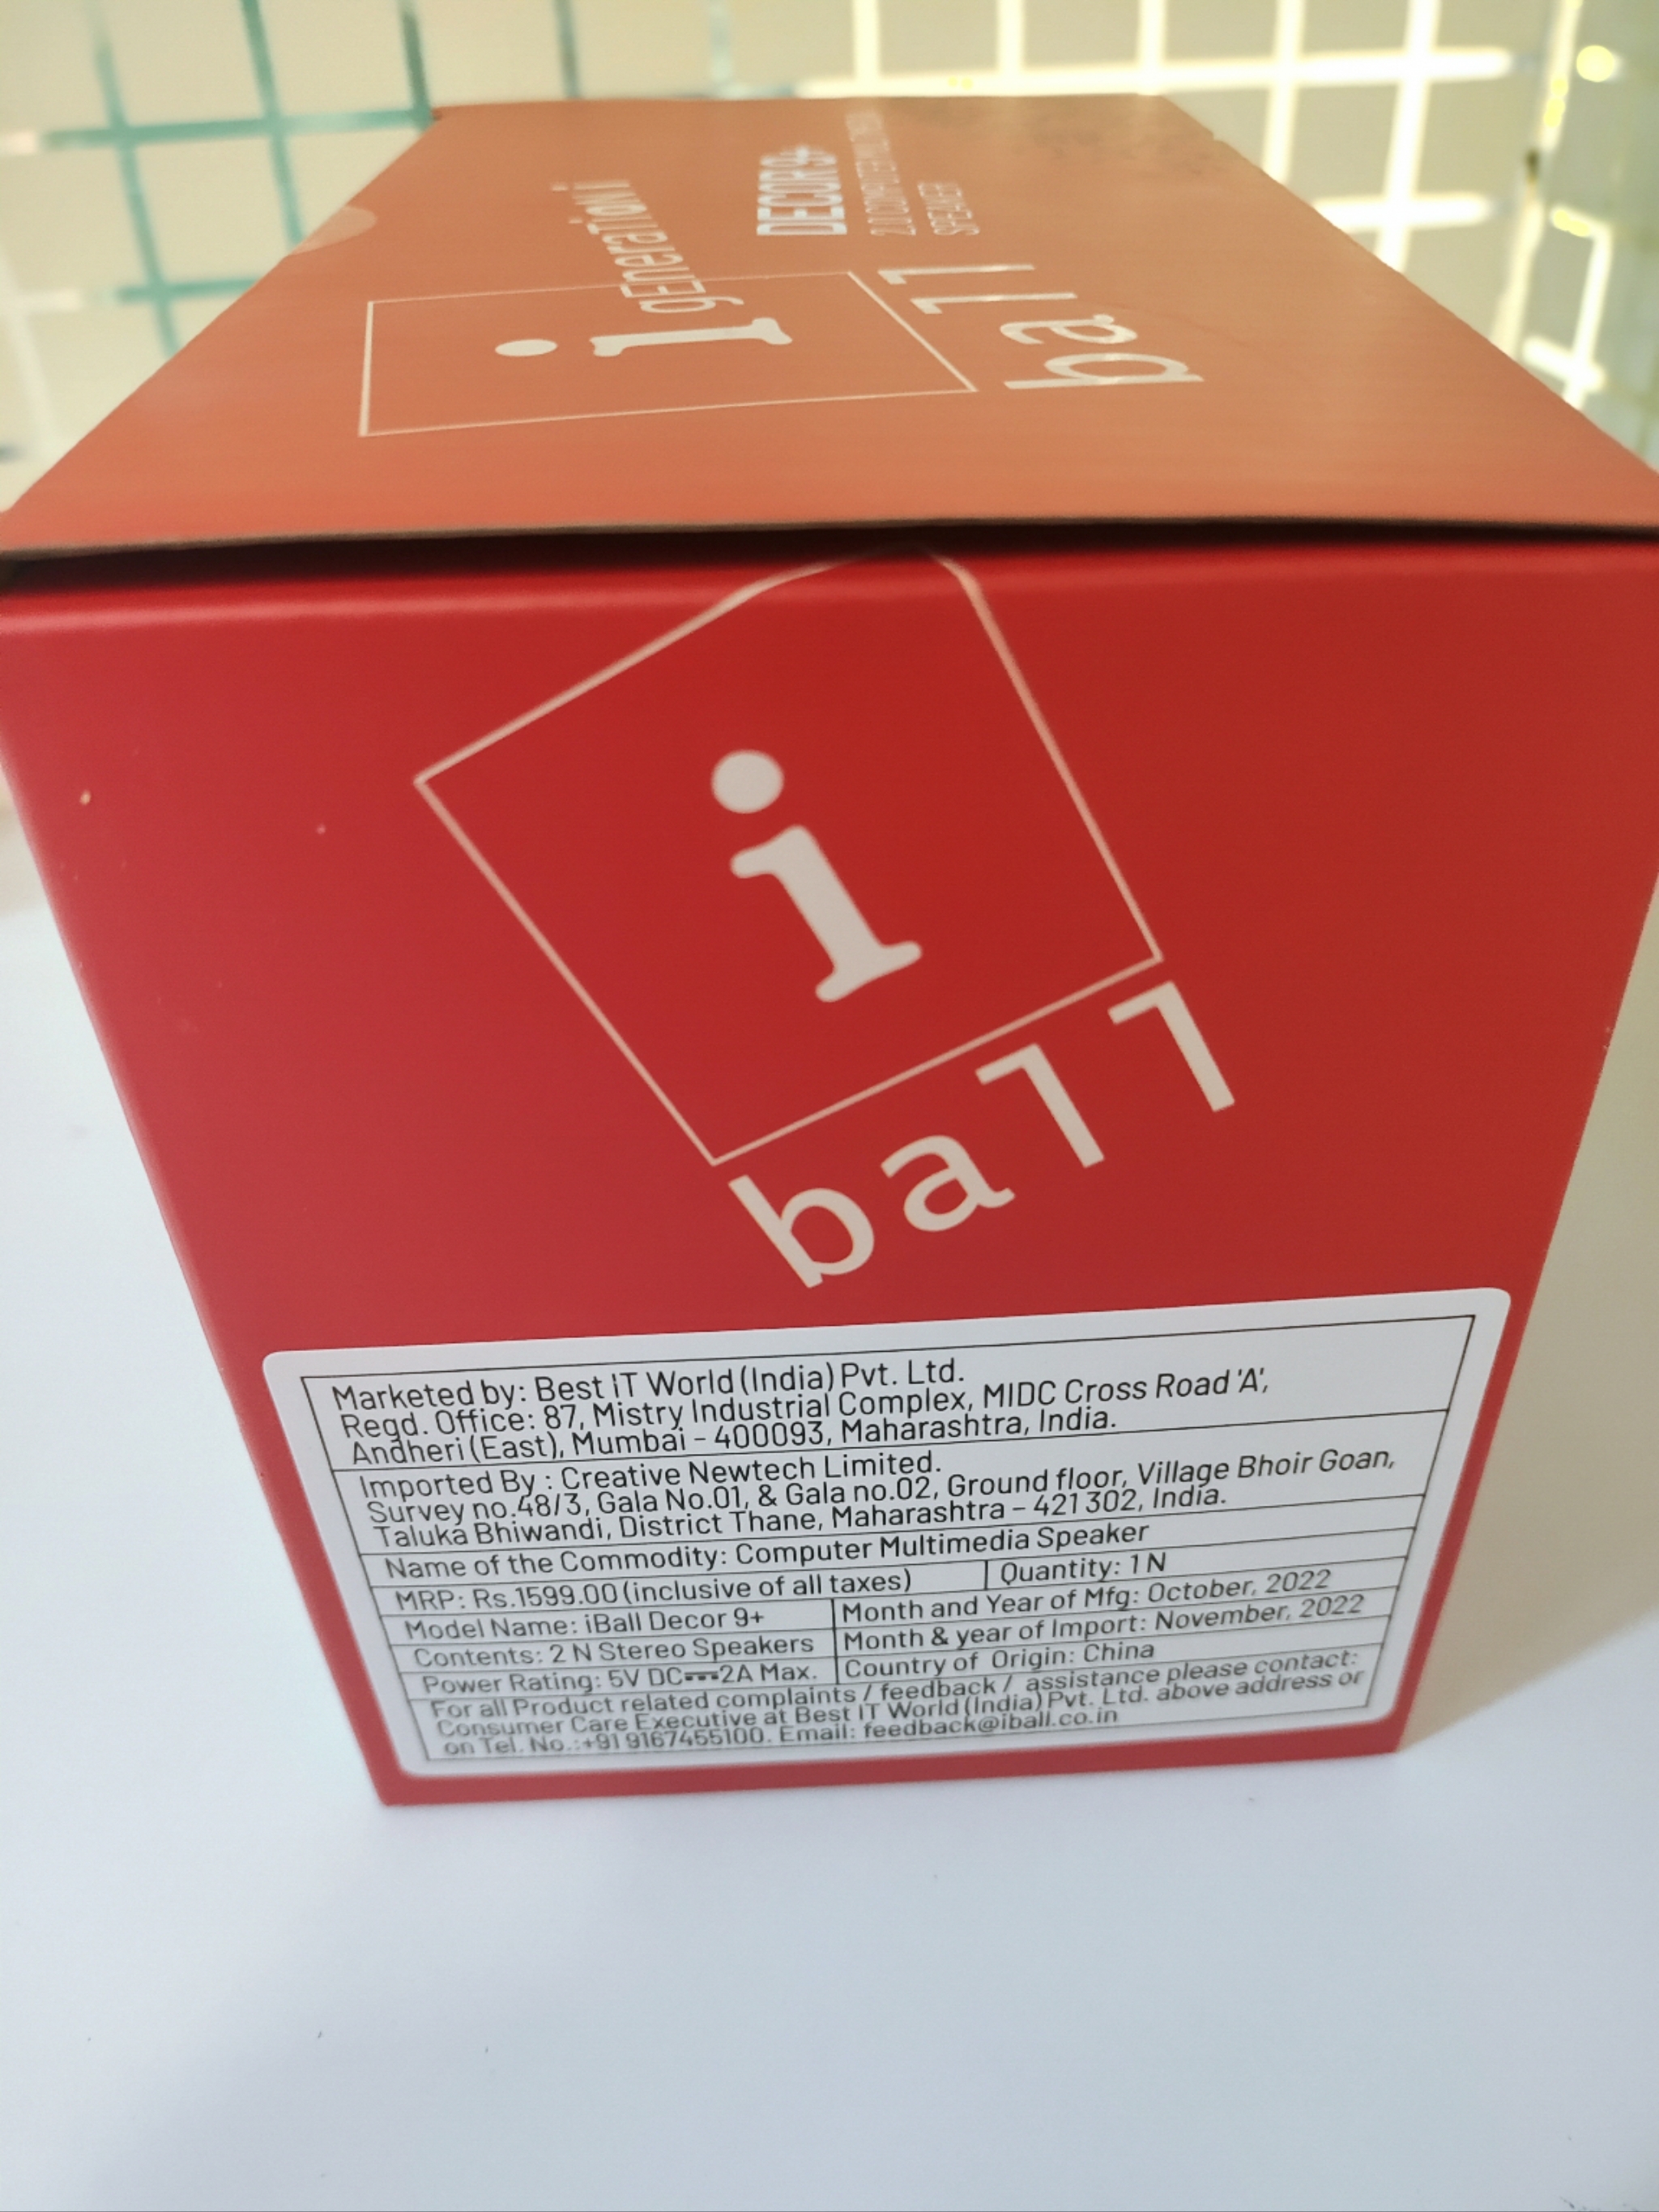 i
ball
iGeneration!
DECOR 9+
2.0 COMPUTER MULTIMEDIA
SPEAKER
i
ball
Marketed by: Best IT World (India) Pvt. Ltd.
Regd. Office: 87, Mistry Industrial Complex, MIDC Cross Road 'A',
Andheri (East), Mumbai - 400093, Maharashtra, India.
Imported By : Creative Newtech Limited.
Survey no.48/3, Gala No.01, & Gala no.02, Ground floor, Village Bhoir Goan,
Taluka Bhiwandi, District Thane, Maharashtra – 421 302, India.
Name of the Commodity: Computer Multimedia Speaker
MRP: Rs.1599.00 (inclusive of all taxes) Quantity: 1 N
Model Name: iBall Decor 9+ Month and Year of Mfg: October, 2022
Contents: 2 N Stereo Speakers Month & year of Import: November, 2022
Power Rating: 5V DC⎓2A Max. Country of Origin: China
For all Product related complaints / feedback / assistance please contact:
Consumer Care Executive at Best IT World (India) Pvt. Ltd. above address or
on Tel. No.:+91 9167455100. Email: feedback@iball.co.in